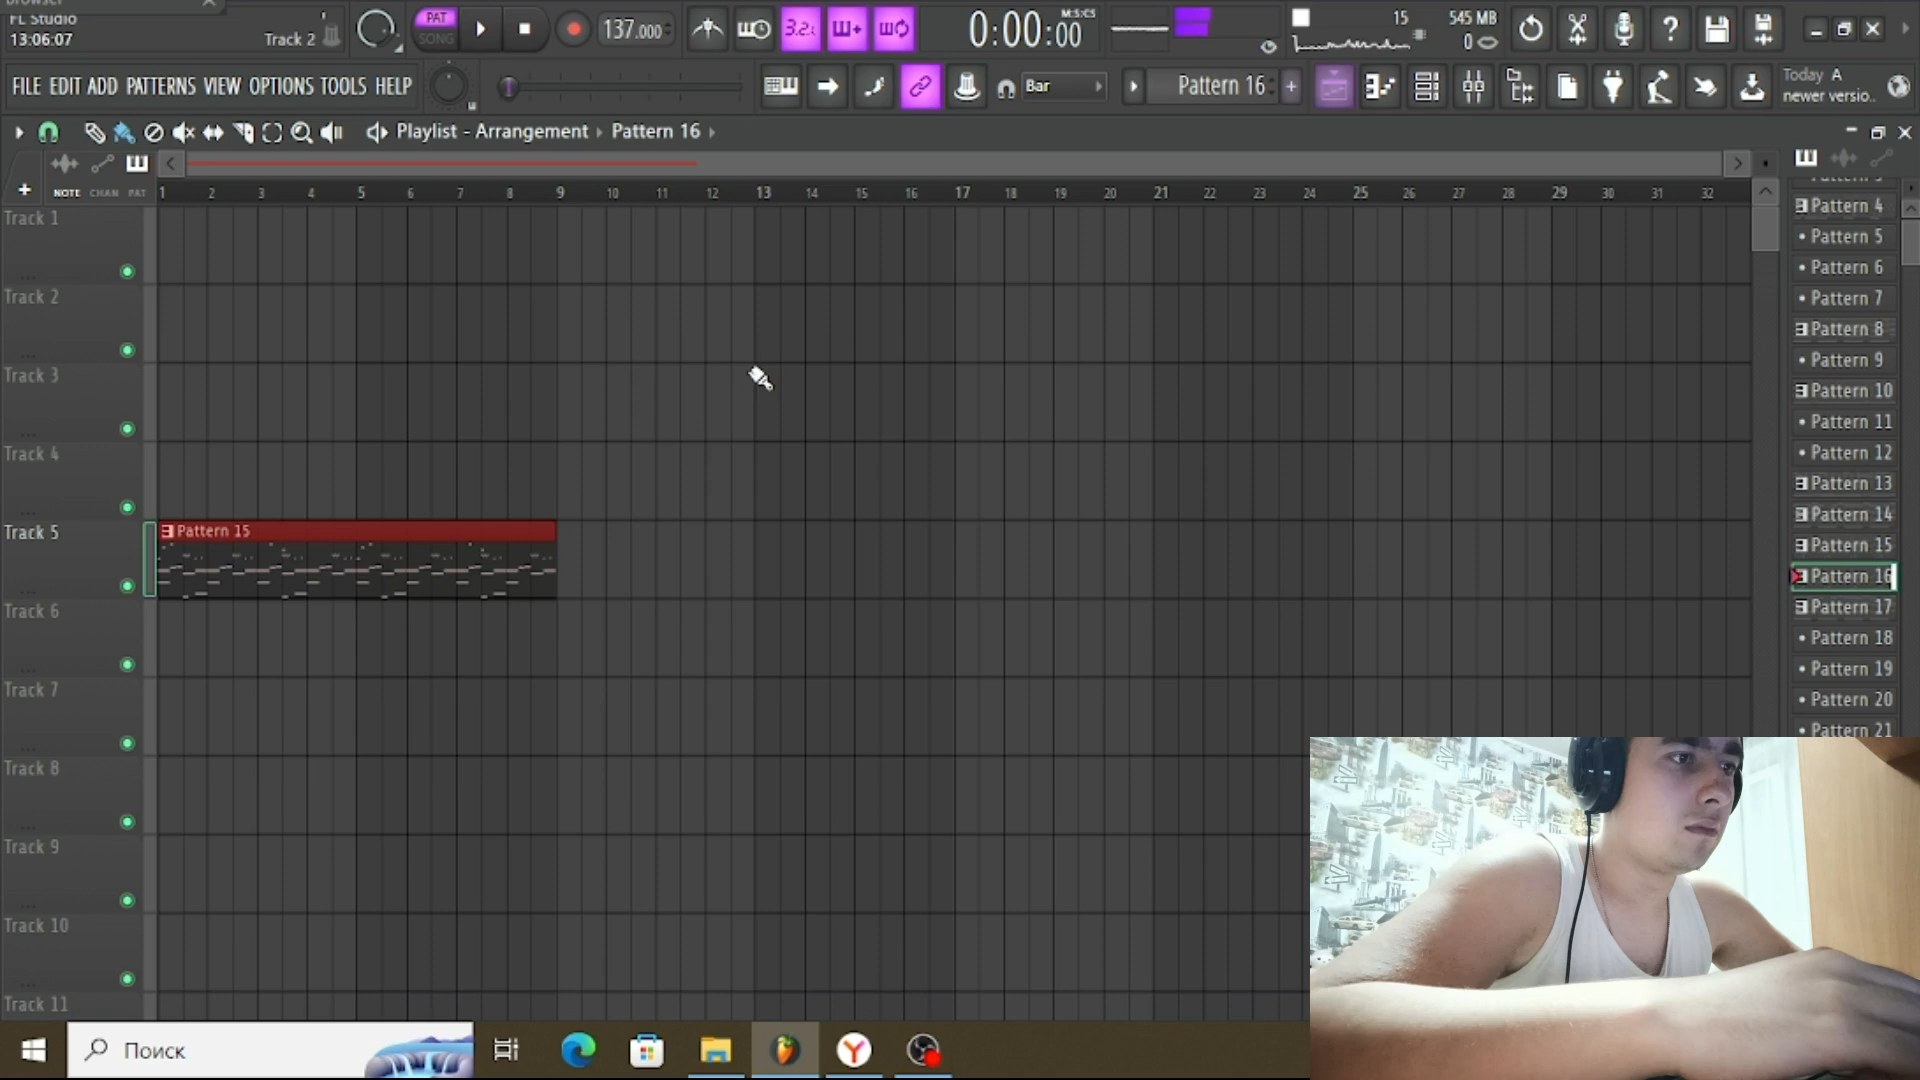 FL Studio
13:06:07
Track 2
PAT
SONG
137.000
3.2:
0:00:00
M:S:CS
15
545 MB
0
FILE EDIT ADD PATTERNS VIEW OPTIONS TOOLS HELP
Bar
Pattern 16
Today A
newer versio..
Playlist - Arrangement › Pattern 16 ›
NOTE CHAN PAT
1 2 3 4 5 6 7 8 9 10 11 12 13 14 15 16 17 18 19 20 21 22 23 24 25 26 27 28 29 30 31 32
Track 1
Track 2
Track 3
Track 4
Track 5
Pattern 15
Track 6
Track 7
Track 8
Track 9
Track 10
Track 11
Pattern 4
Pattern 5
Pattern 6
Pattern 7
Pattern 8
Pattern 9
Pattern 10
Pattern 11
Pattern 12
Pattern 13
Pattern 14
Pattern 15
Pattern 16
Pattern 17
Pattern 18
Pattern 19
Pattern 20
Pattern 21
Поиск